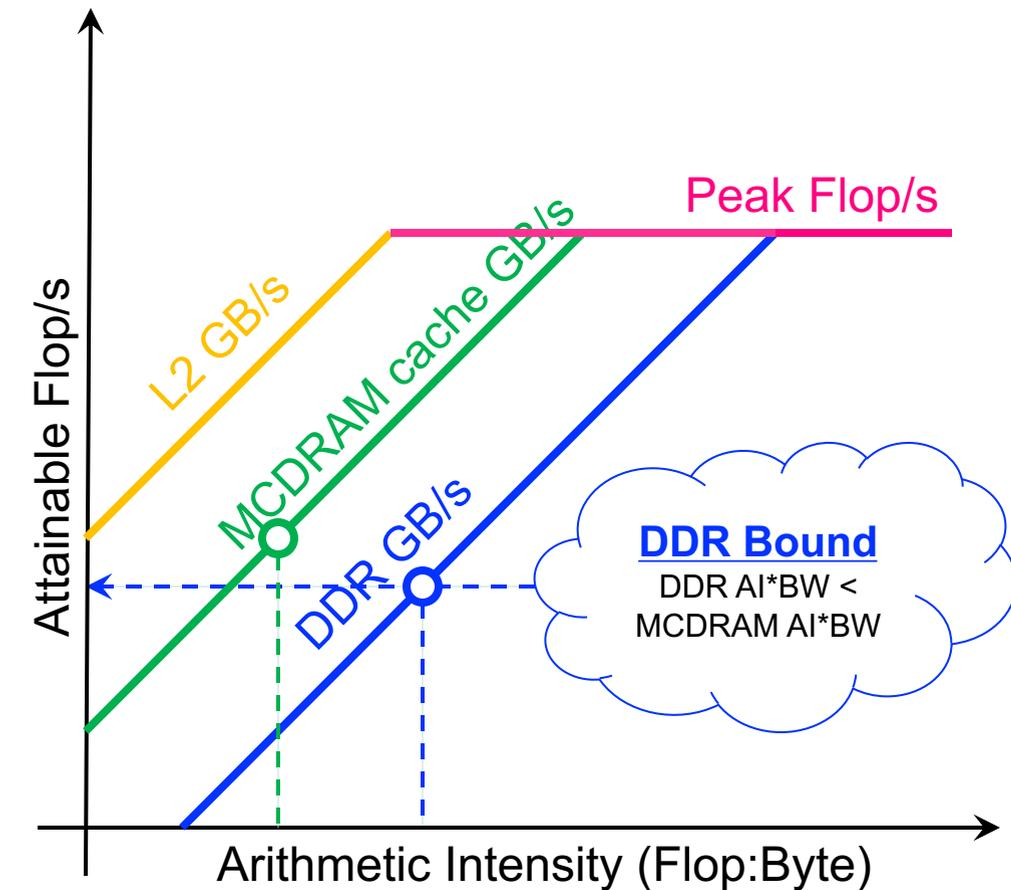 Peak Flop/s
L2 GB/s
MCDRAM cache GB/s
DDR GB/s
Attainable Flop/s
DDR Bound
DDR AI*BW <
MCDRAM AI*BW
Arithmetic Intensity (Flop:Byte)